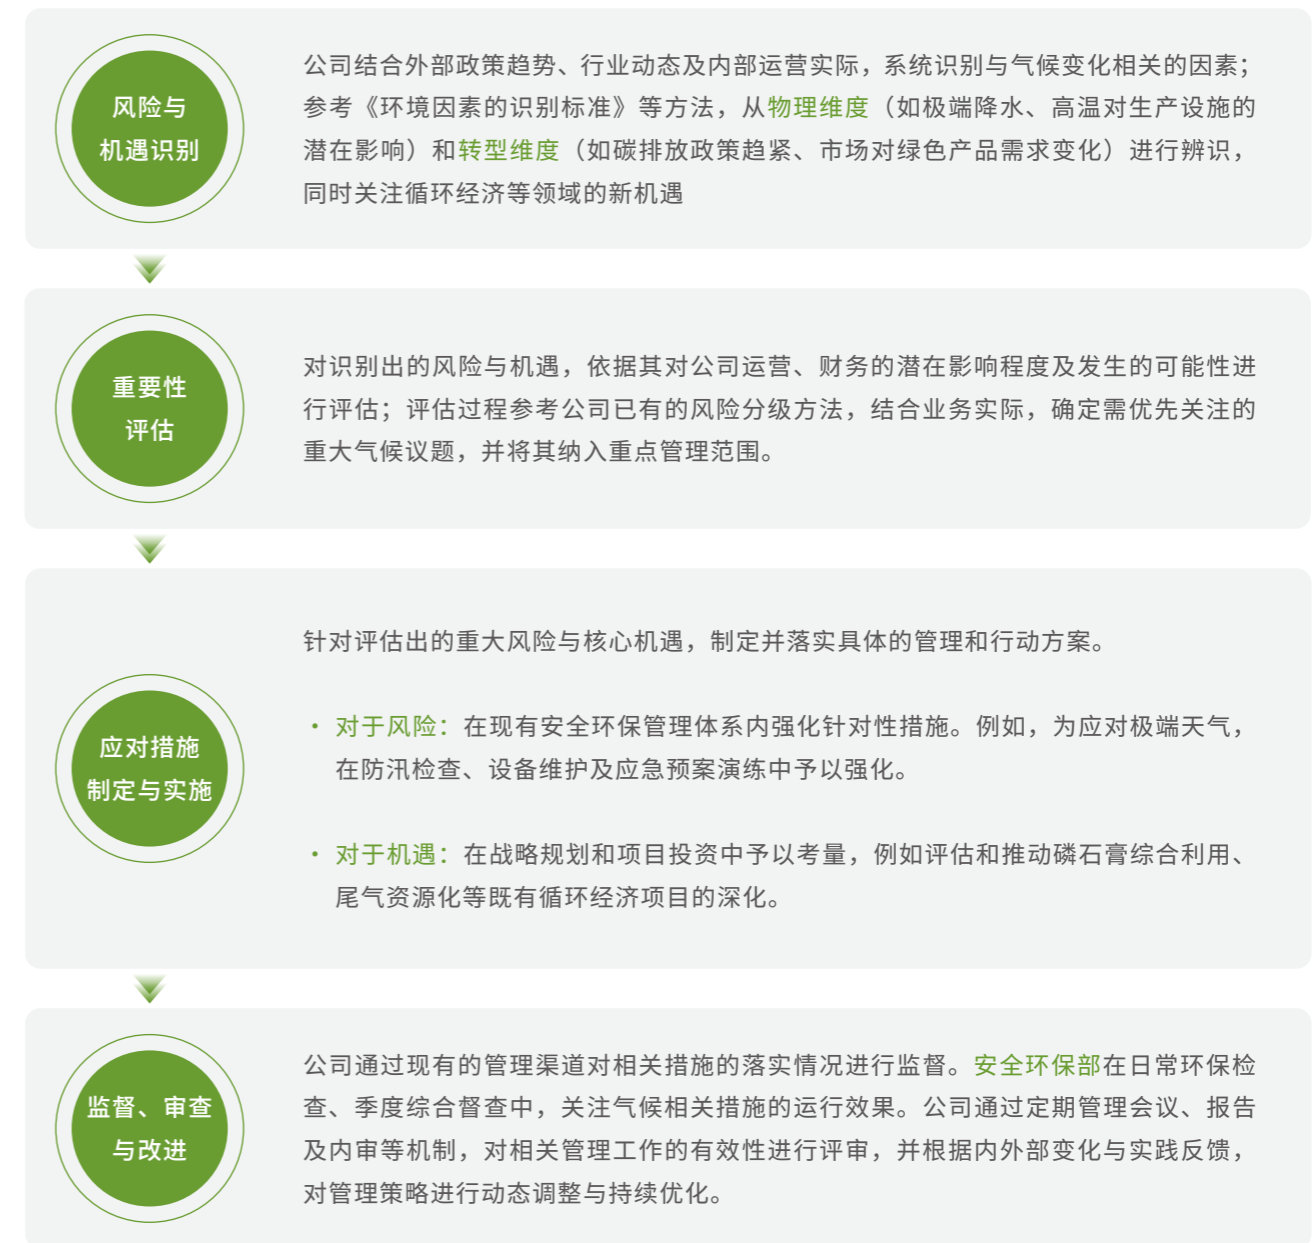 风险与
机遇识别
公司结合外部政策趋势、行业动态及内部运营实际，系统识别与气候变化相关的因素；
参考《环境因素的识别标准》等方法，从物理维度（如极端降水、高温对生产设施的
潜在影响）和转型维度（如碳排放政策趋紧、市场对绿色产品需求变化）进行辨识，
同时关注循环经济等领域的新机遇
重要性
评估
对识别出的风险与机遇，依据其对公司运营、财务的潜在影响程度及发生的可能性进
行评估；评估过程参考公司已有的风险分级方法，结合业务实际，确定需优先关注的
重大气候议题，并将其纳入重点管理范围。
应对措施
制定与实施
针对评估出的重大风险与核心机遇，制定并落实具体的管理和行动方案。
· 对于风险：在现有安全环保管理体系内强化针对性措施。例如，为应对极端天气，
在防汛检查、设备维护及应急预案演练中予以强化。
· 对于机遇：在战略规划和项目投资中予以考量，例如评估和推动磷石膏综合利用、
尾气资源化等既有循环经济项目的深化。
监督、审查
与改进
公司通过现有的管理渠道对相关措施的落实情况进行监督。安全环保部在日常环保检
查、季度综合督查中，关注气候相关措施的运行效果。公司通过定期管理会议、报告
及内审等机制，对相关管理工作的有效性进行评审，并根据内外部变化与实践反馈，
对管理策略进行动态调整与持续优化。